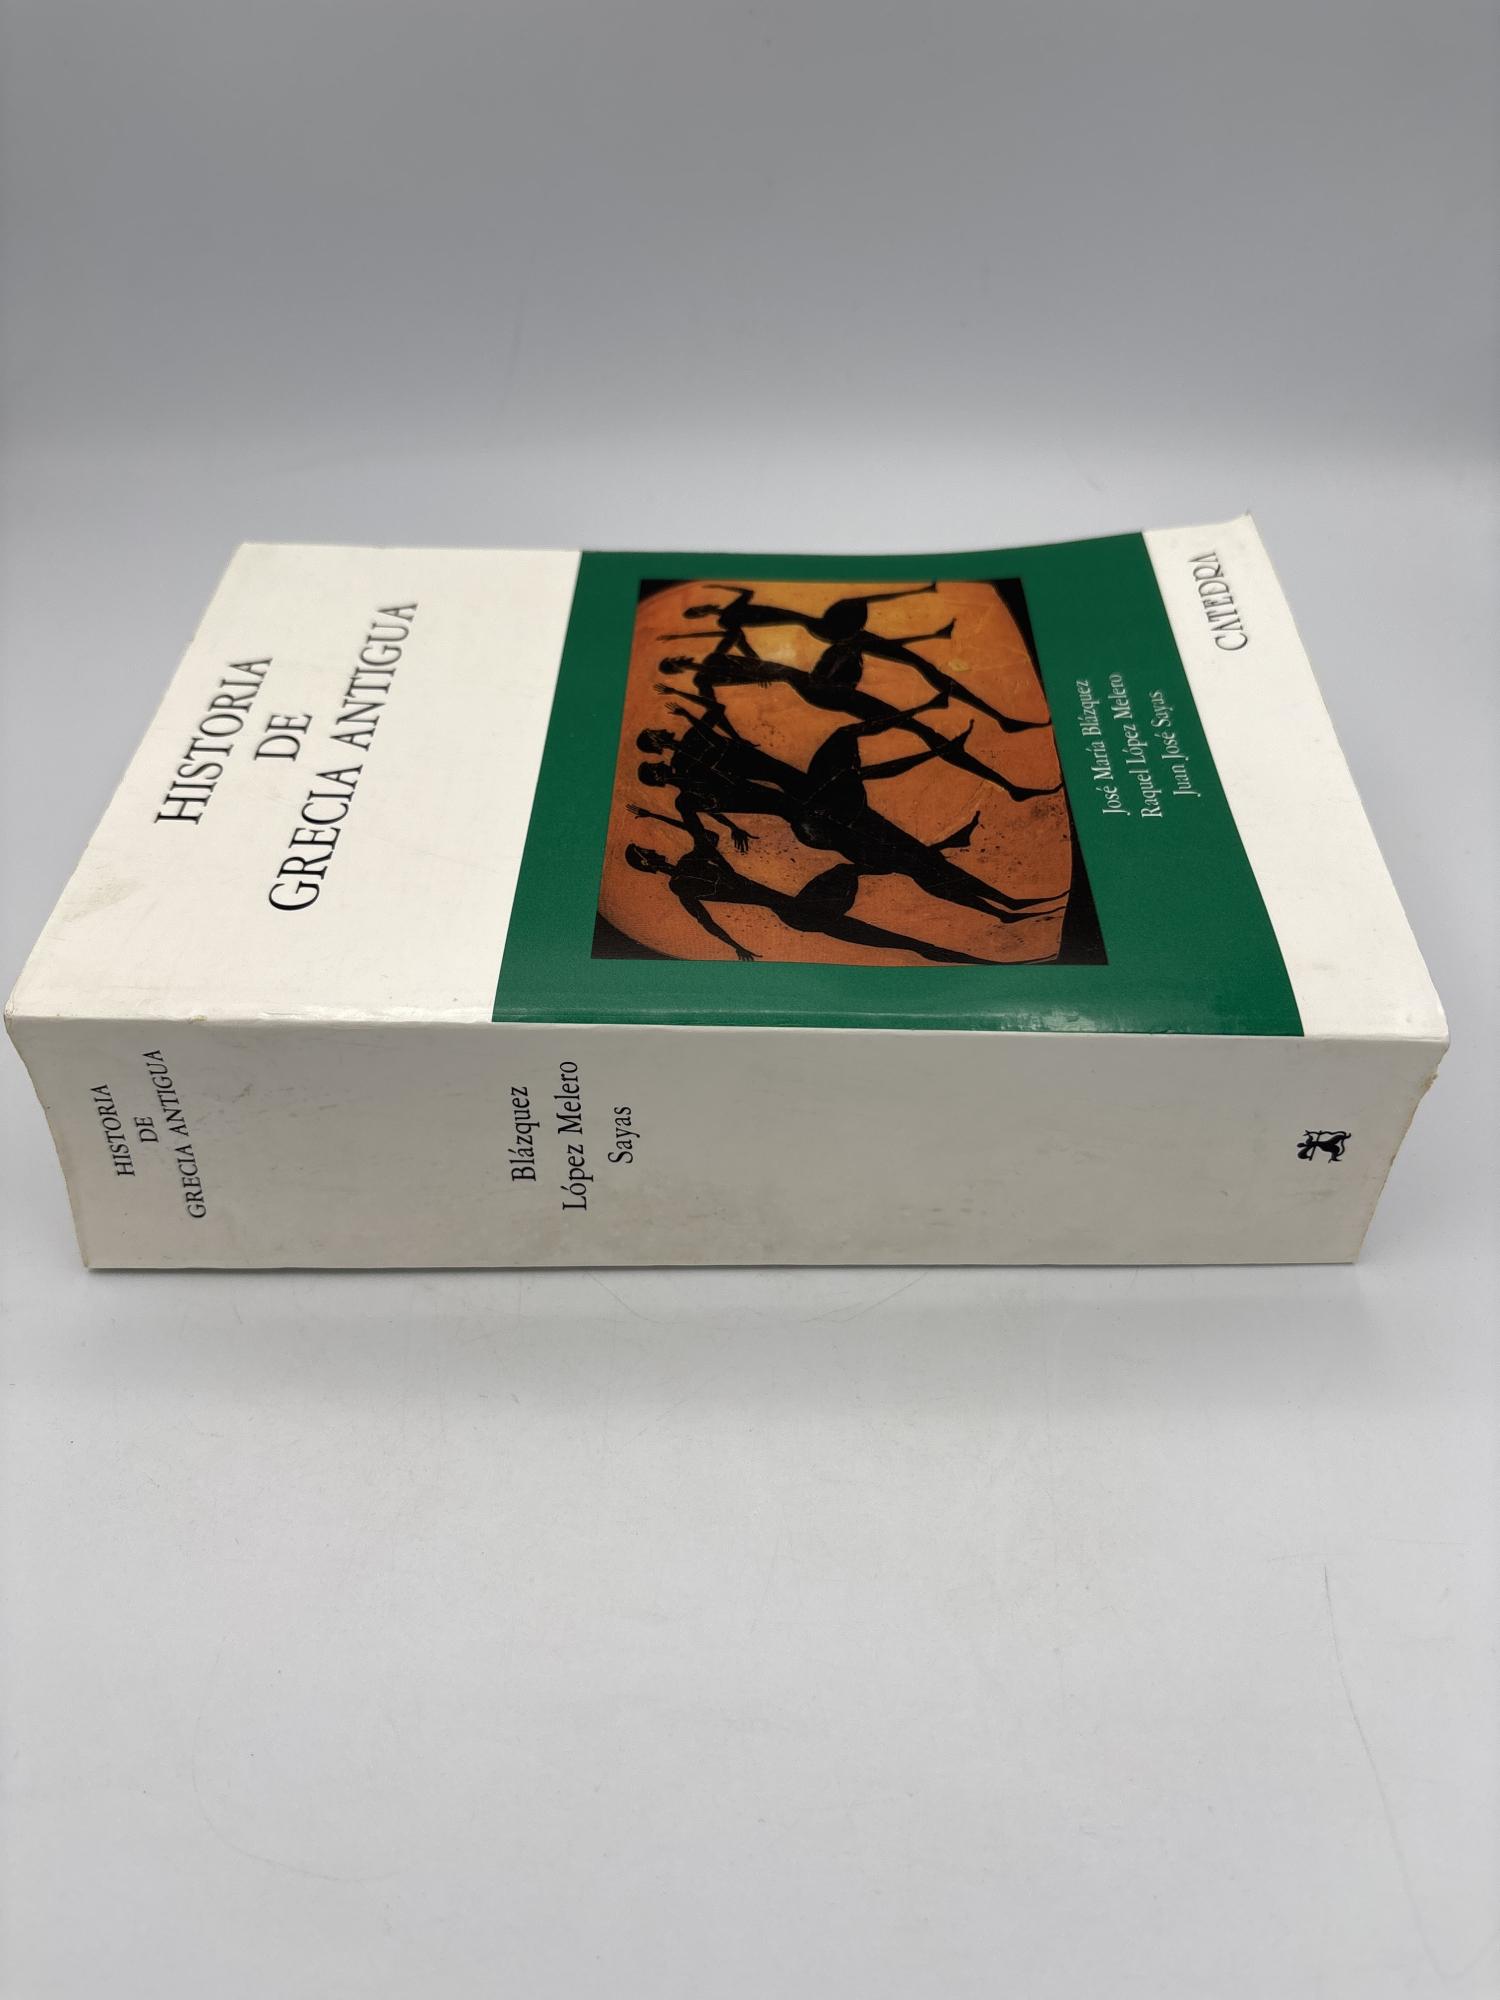 HISTORIA
DE
GRECIA ANTIGUA
José María Blázquez
Raquel López Melero
Juan José Sayas
CATEDRA
HISTORIA
DE
GRECIA ANTIGUA
Blázquez
López Melero
Sayas